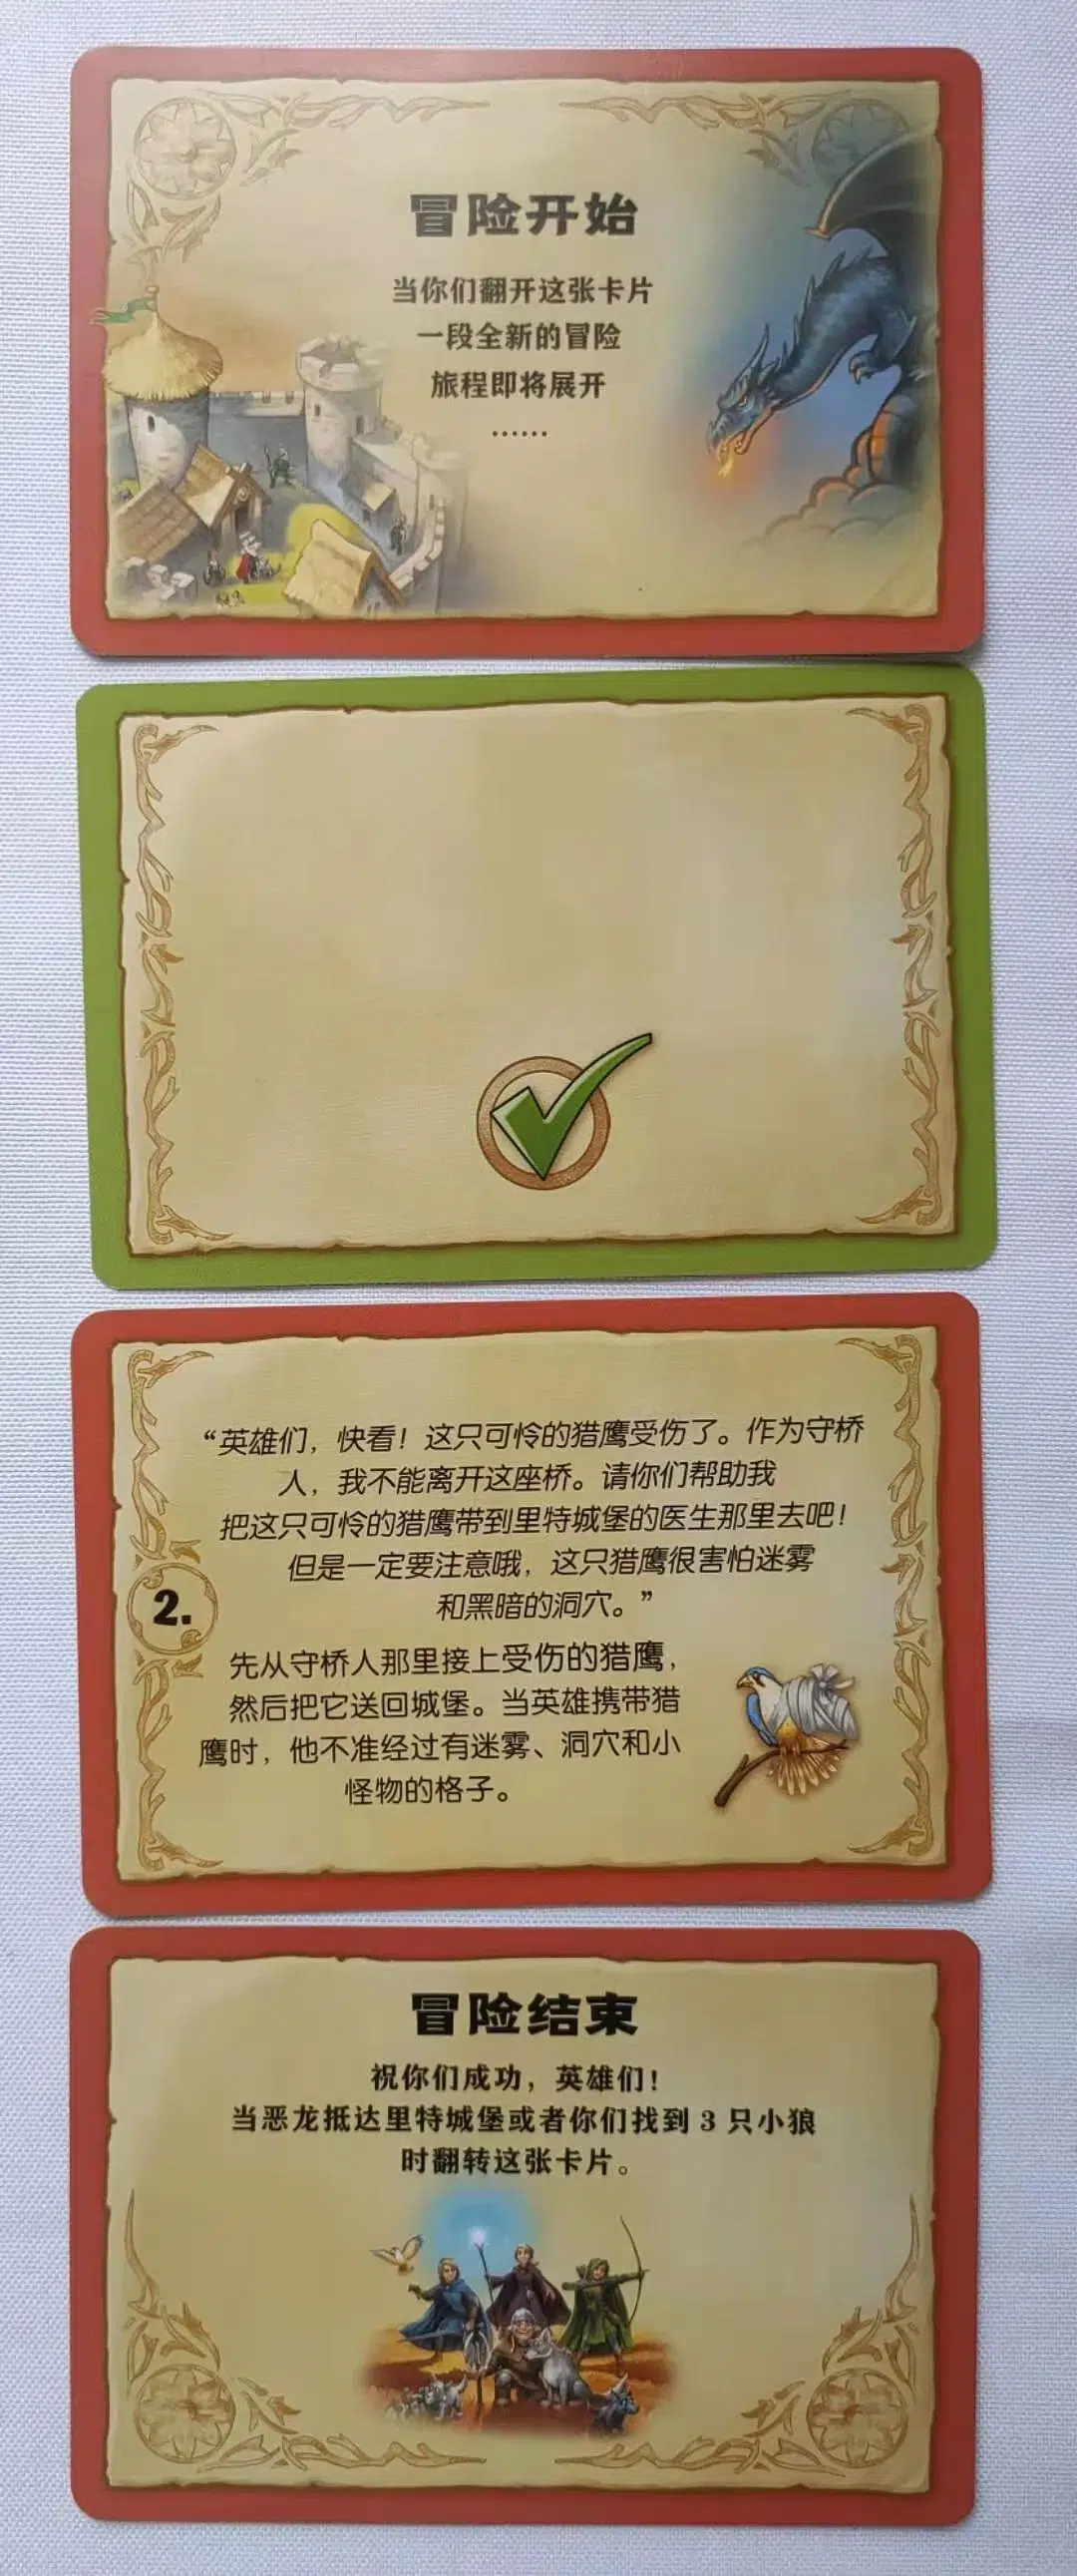 冒险开始
当你们翻开这张卡片
一段全新的冒险
旅程即将展开
……
“英雄们，快看！这只可怜的猎鹰受伤了。作为守桥
人，我不能离开这座桥。请你们帮助我
把这只可怜的猎鹰带到里特城堡的医生那里去吧！
但是一定要注意哦，这只猎鹰很害怕迷雾
和黑暗的洞穴。”
2.
先从守桥人那里接上受伤的猎鹰，
然后把它送回城堡。当英雄携带猎
鹰时，他不准经过有迷雾、洞穴和小
怪物的格子。
冒险结束
祝你们成功，英雄们！
当恶龙抵达里特城堡或者你们找到 3 只小狼
时翻转这张卡片。